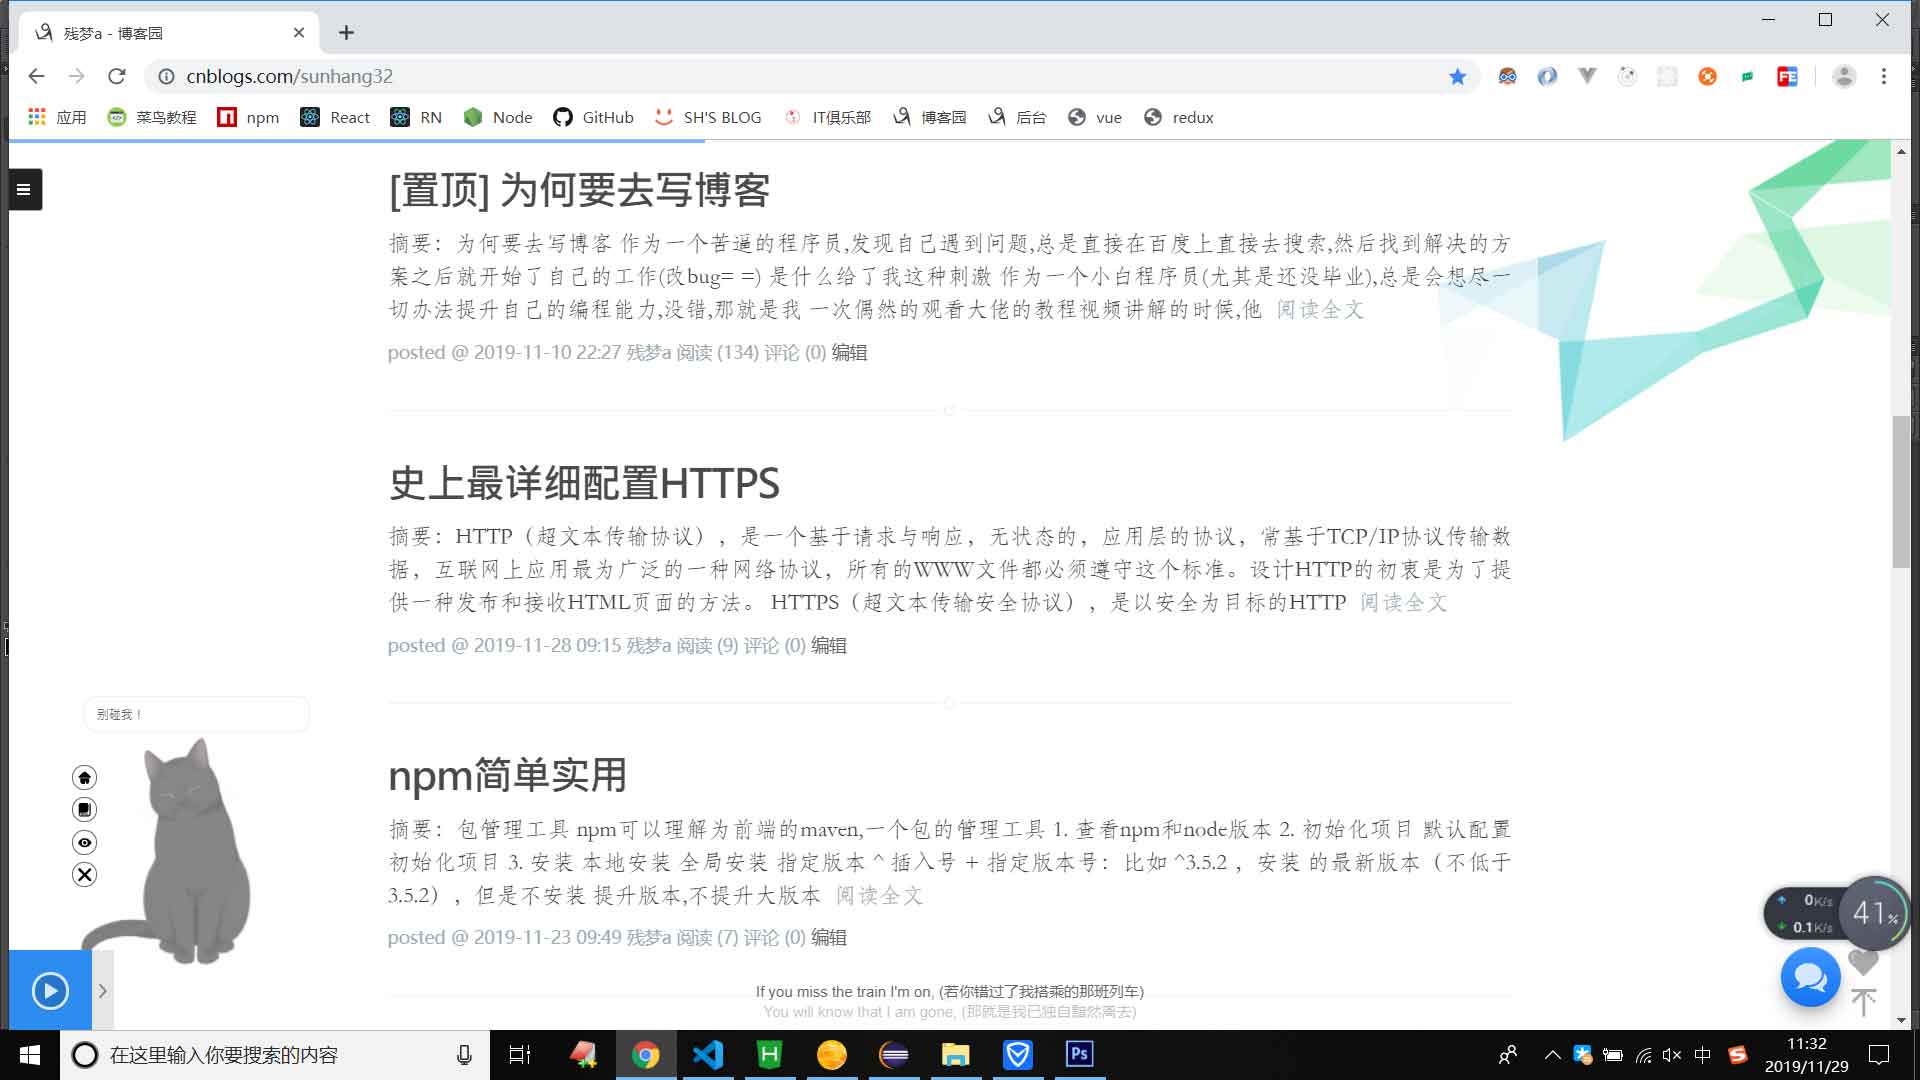 残梦a - 博客园
cnblogs.com/sunhang32
应用 菜鸟教程 npm React RN Node GitHub SH'S BLOG IT俱乐部 博客园 后台 vue redux
[置顶] 为何要去写博客
摘要：为何要去写博客 作为一个苦逼的程序员,发现自己遇到问题,总是直接在百度上直接去搜索,然后找到解决的方
案之后就开始了自己的工作(改bug= =) 是什么给了我这种刺激 作为一个小白程序员(尤其是还没毕业),总是会想尽一
切办法提升自己的编程能力,没错,那就是我 一次偶然的观看大佬的教程视频讲解的时候,他 阅读全文
posted @ 2019-11-10 22:27 残梦a 阅读 (134) 评论 (0) 编辑
史上最详细配置HTTPS
摘要：HTTP（超文本传输协议），是一个基于请求与响应，无状态的，应用层的协议，常基于TCP/IP协议传输数
据，互联网上应用最为广泛的一种网络协议，所有的WWW文件都必须遵守这个标准。设计HTTP的初衷是为了提
供一种发布和接收HTML页面的方法。 HTTPS（超文本传输安全协议），是以安全为目标的HTTP 阅读全文
posted @ 2019-11-28 09:15 残梦a 阅读 (9) 评论 (0) 编辑
别碰我！
npm简单实用
摘要：包管理工具 npm可以理解为前端的maven,一个包的管理工具 1. 查看npm和node版本 2. 初始化项目 默认配置
初始化项目 3. 安装 本地安装 全局安装 指定版本 ^ 插入号 + 指定版本号：比如 ^3.5.2 ，安装 的最新版本（不低于
3.5.2），但是不安装 提升版本,不提升大版本 阅读全文
posted @ 2019-11-23 09:49 残梦a 阅读 (7) 评论 (0) 编辑
0K/s
0.1K/s
41%
If you miss the train I'm on, (若你错过了我搭乘的那班列车)
You will know that I am gone, (那就是我已独自黯然离去)
在这里输入你要搜索的内容
中
11:32
2019/11/29
FE
Ps
H